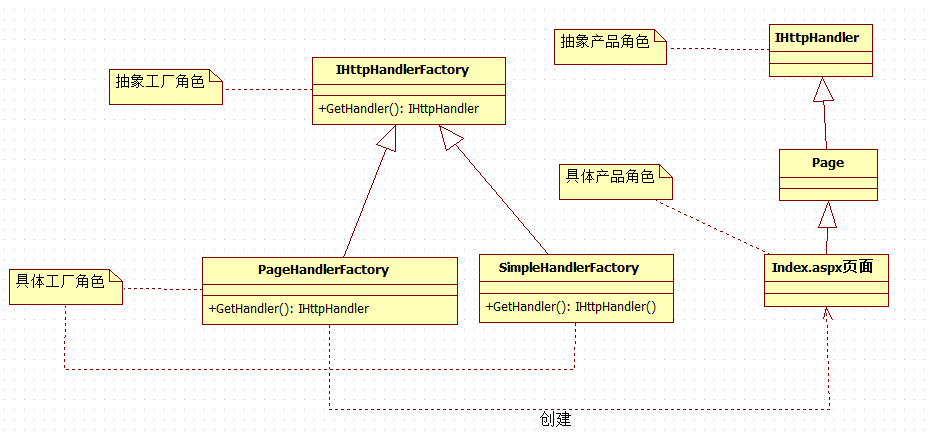 抽象产品角色
IHttpHandler
抽象工厂角色
IHttpHandlerFactory
+GetHandler(): IHttpHandler
Page
具体产品角色
具体工厂角色
PageHandlerFactory
+GetHandler(): IHttpHandler
SimpleHandlerFactory
+GetHandler(): IHttpHandler()
Index.aspx页面
创建